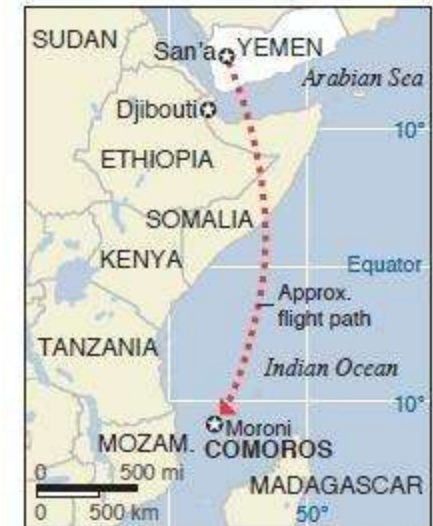 SUDAN
San'a YEMEN
Arabian Sea
Djibouti
10°
ETHIOPIA
SOMALIA
KENYA
Equator
Approx.
flight path
TANZANIA
Indian Ocean
10°
Moroni
MOZAM. COMOROS
0 500 mi
MADAGASCAR
0 500 km
50°